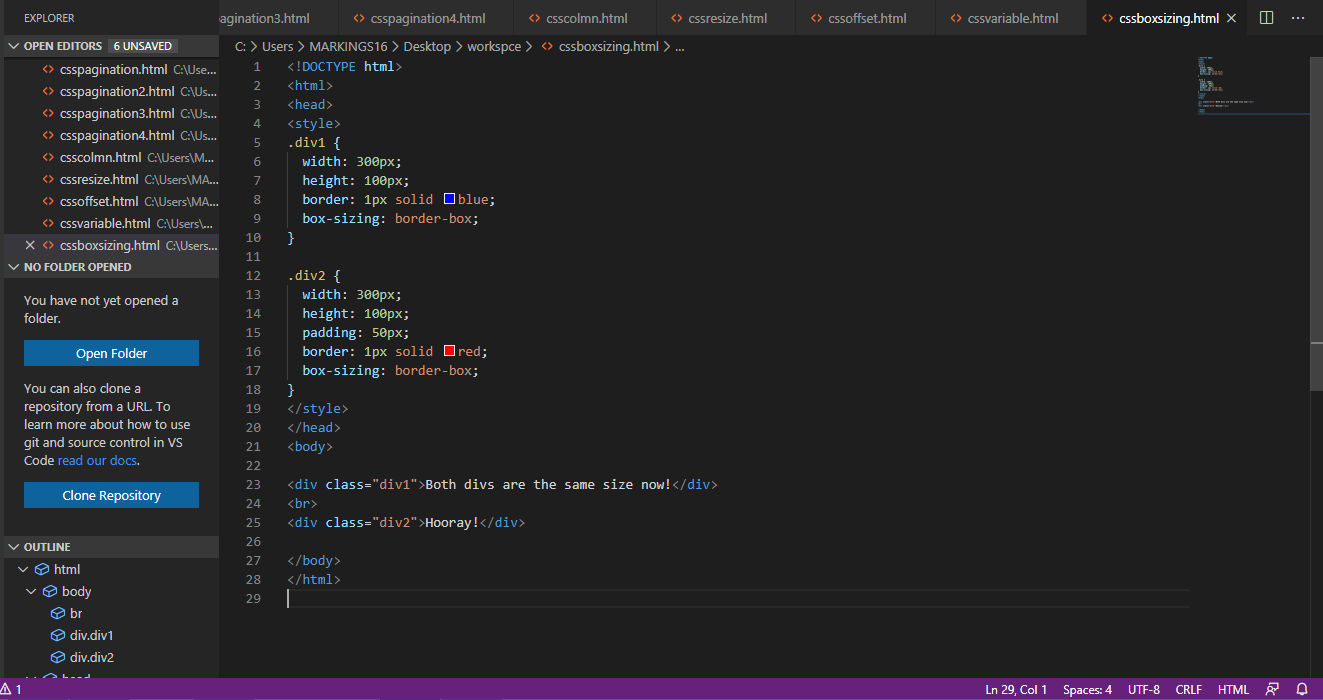 EXPLORER
pagination3.html csspagination4.html csscolmn.html cssresize.html cssoffset.html cssvariable.html cssboxsizing.html
OPEN EDITORS 6 UNSAVED
csspagination.html C:\Use...
csspagination2.html C:\Us...
csspagination3.html C:\Us...
csspagination4.html C:\Us...
csscolmn.html C:\Users\M...
cssresize.html C:\Users\MA...
cssoffset.html C:\Users\MA...
cssvariable.html C:\Users\...
cssboxsizing.html C:\Users...
NO FOLDER OPENED
You have not yet opened a
folder.
Open Folder
You can also clone a
repository from a URL. To
learn more about how to use
git and source control in VS
Code read our docs.
Clone Repository
OUTLINE
html
body
br
div.div1
div.div2
head
C: > Users > MARKINGS16 > Desktop > workspce > cssboxsizing.html > ...
1 <!DOCTYPE html>
2 <html>
3 <head>
4 <style>
5 .div1 {
6   width: 300px;
7   height: 100px;
8   border: 1px solid blue;
9   box-sizing: border-box;
10 }
11
12 .div2 {
13   width: 300px;
14   height: 100px;
15   padding: 50px;
16   border: 1px solid red;
17   box-sizing: border-box;
18 }
19 </style>
20 </head>
21 <body>
22
23 <div class="div1">Both divs are the same size now!</div>
24 <br>
25 <div class="div2">Hooray!</div>
26
27 </body>
28 </html>
29
1 Ln 29, Col 1 Spaces: 4 UTF-8 CRLF HTML